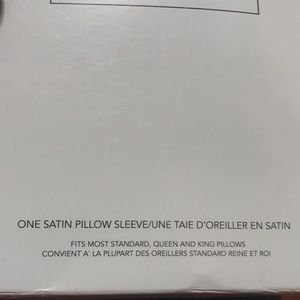 ONE SATIN PILLOW SLEEVE/UNE TAIE D'OREILLER EN SATIN
FITS MOST STANDARD, QUEEN AND KING PILLOWS
CONVIENT A' LA PLUPART DES OREILLERS STANDARD REINE ET ROI